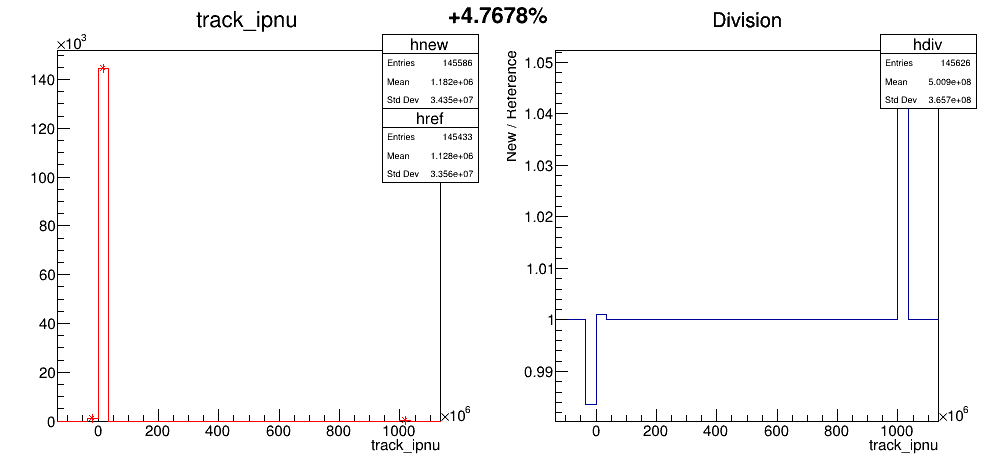 track_ipnu
+4.7678%
Division
×10³
hnew
Entries 145586
Mean 1.182e+06
Std Dev 3.435e+07
href
Entries 145433
Mean 1.128e+06
Std Dev 3.356e+07
140
120
100
80
60
40
20
0
0 200 400 600 800 1000
×10⁶
track_ipnu
New / Reference
hdiv
Entries 145626
Mean 5.009e+08
Std Dev 3.657e+08
1.05
1.04
1.03
1.02
1.01
1
0.99
0 200 400 600 800 1000
×10⁶
track_ipnu